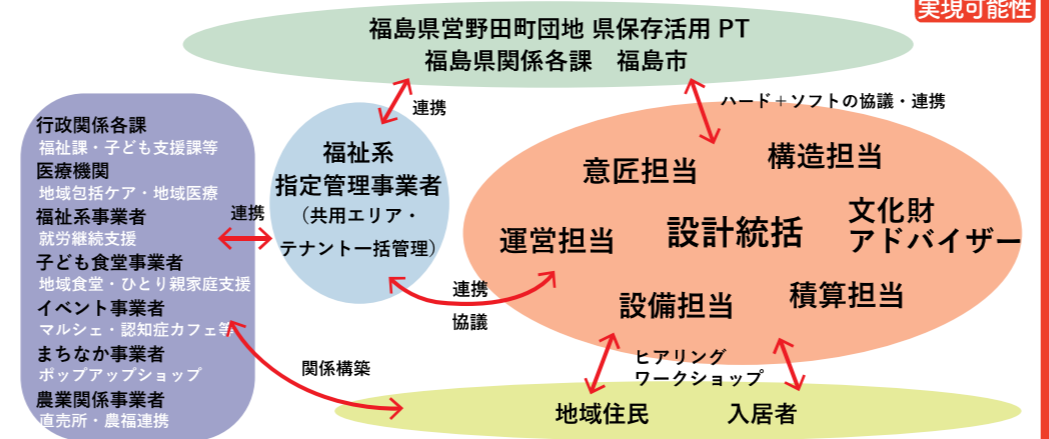 実現可能性
福島県営野田町団地 県保存活用 PT
福島県関係各課　福島市
連携
ハード＋ソフトの協議・連携
行政関係各課
福祉課・子ども支援課等
医療機関
地域包括ケア・地域医療
福祉系事業者
就労継続支援
子ども食堂事業者
地域食堂・ひとり親家庭支援
イベント事業者
マルシェ・認知症カフェ等
まちなか事業者
ポップアップショップ
農業関係事業者
直売所・農福連携
連携
福祉系
指定管理事業者
（共用エリア・
テナント一括管理）
意匠担当
構造担当
運営担当
設計統括
文化財
アドバイザー
設備担当
積算担当
連携
協議
関係構築
ヒアリング
ワークショップ
地域住民
入居者